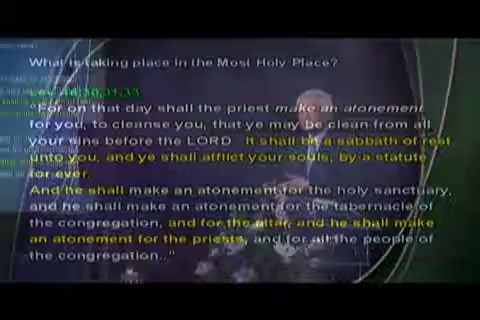 What is taking place in the Most Holy Place?
Lev 16:30,31,33
"For on that day shall the priest make an atonement
for you, to cleanse you, that ye may be clean from all
your sins before the LORD. It shall be a sabbath of rest
unto you, and ye shall afflict your souls, by a statute
for ever.
And he shall make an atonement for the holy sanctuary,
and he shall make an atonement for the tabernacle of
the congregation, and for the altar, and he shall make
an atonement for the priests, and for all the people of
the congregation.."